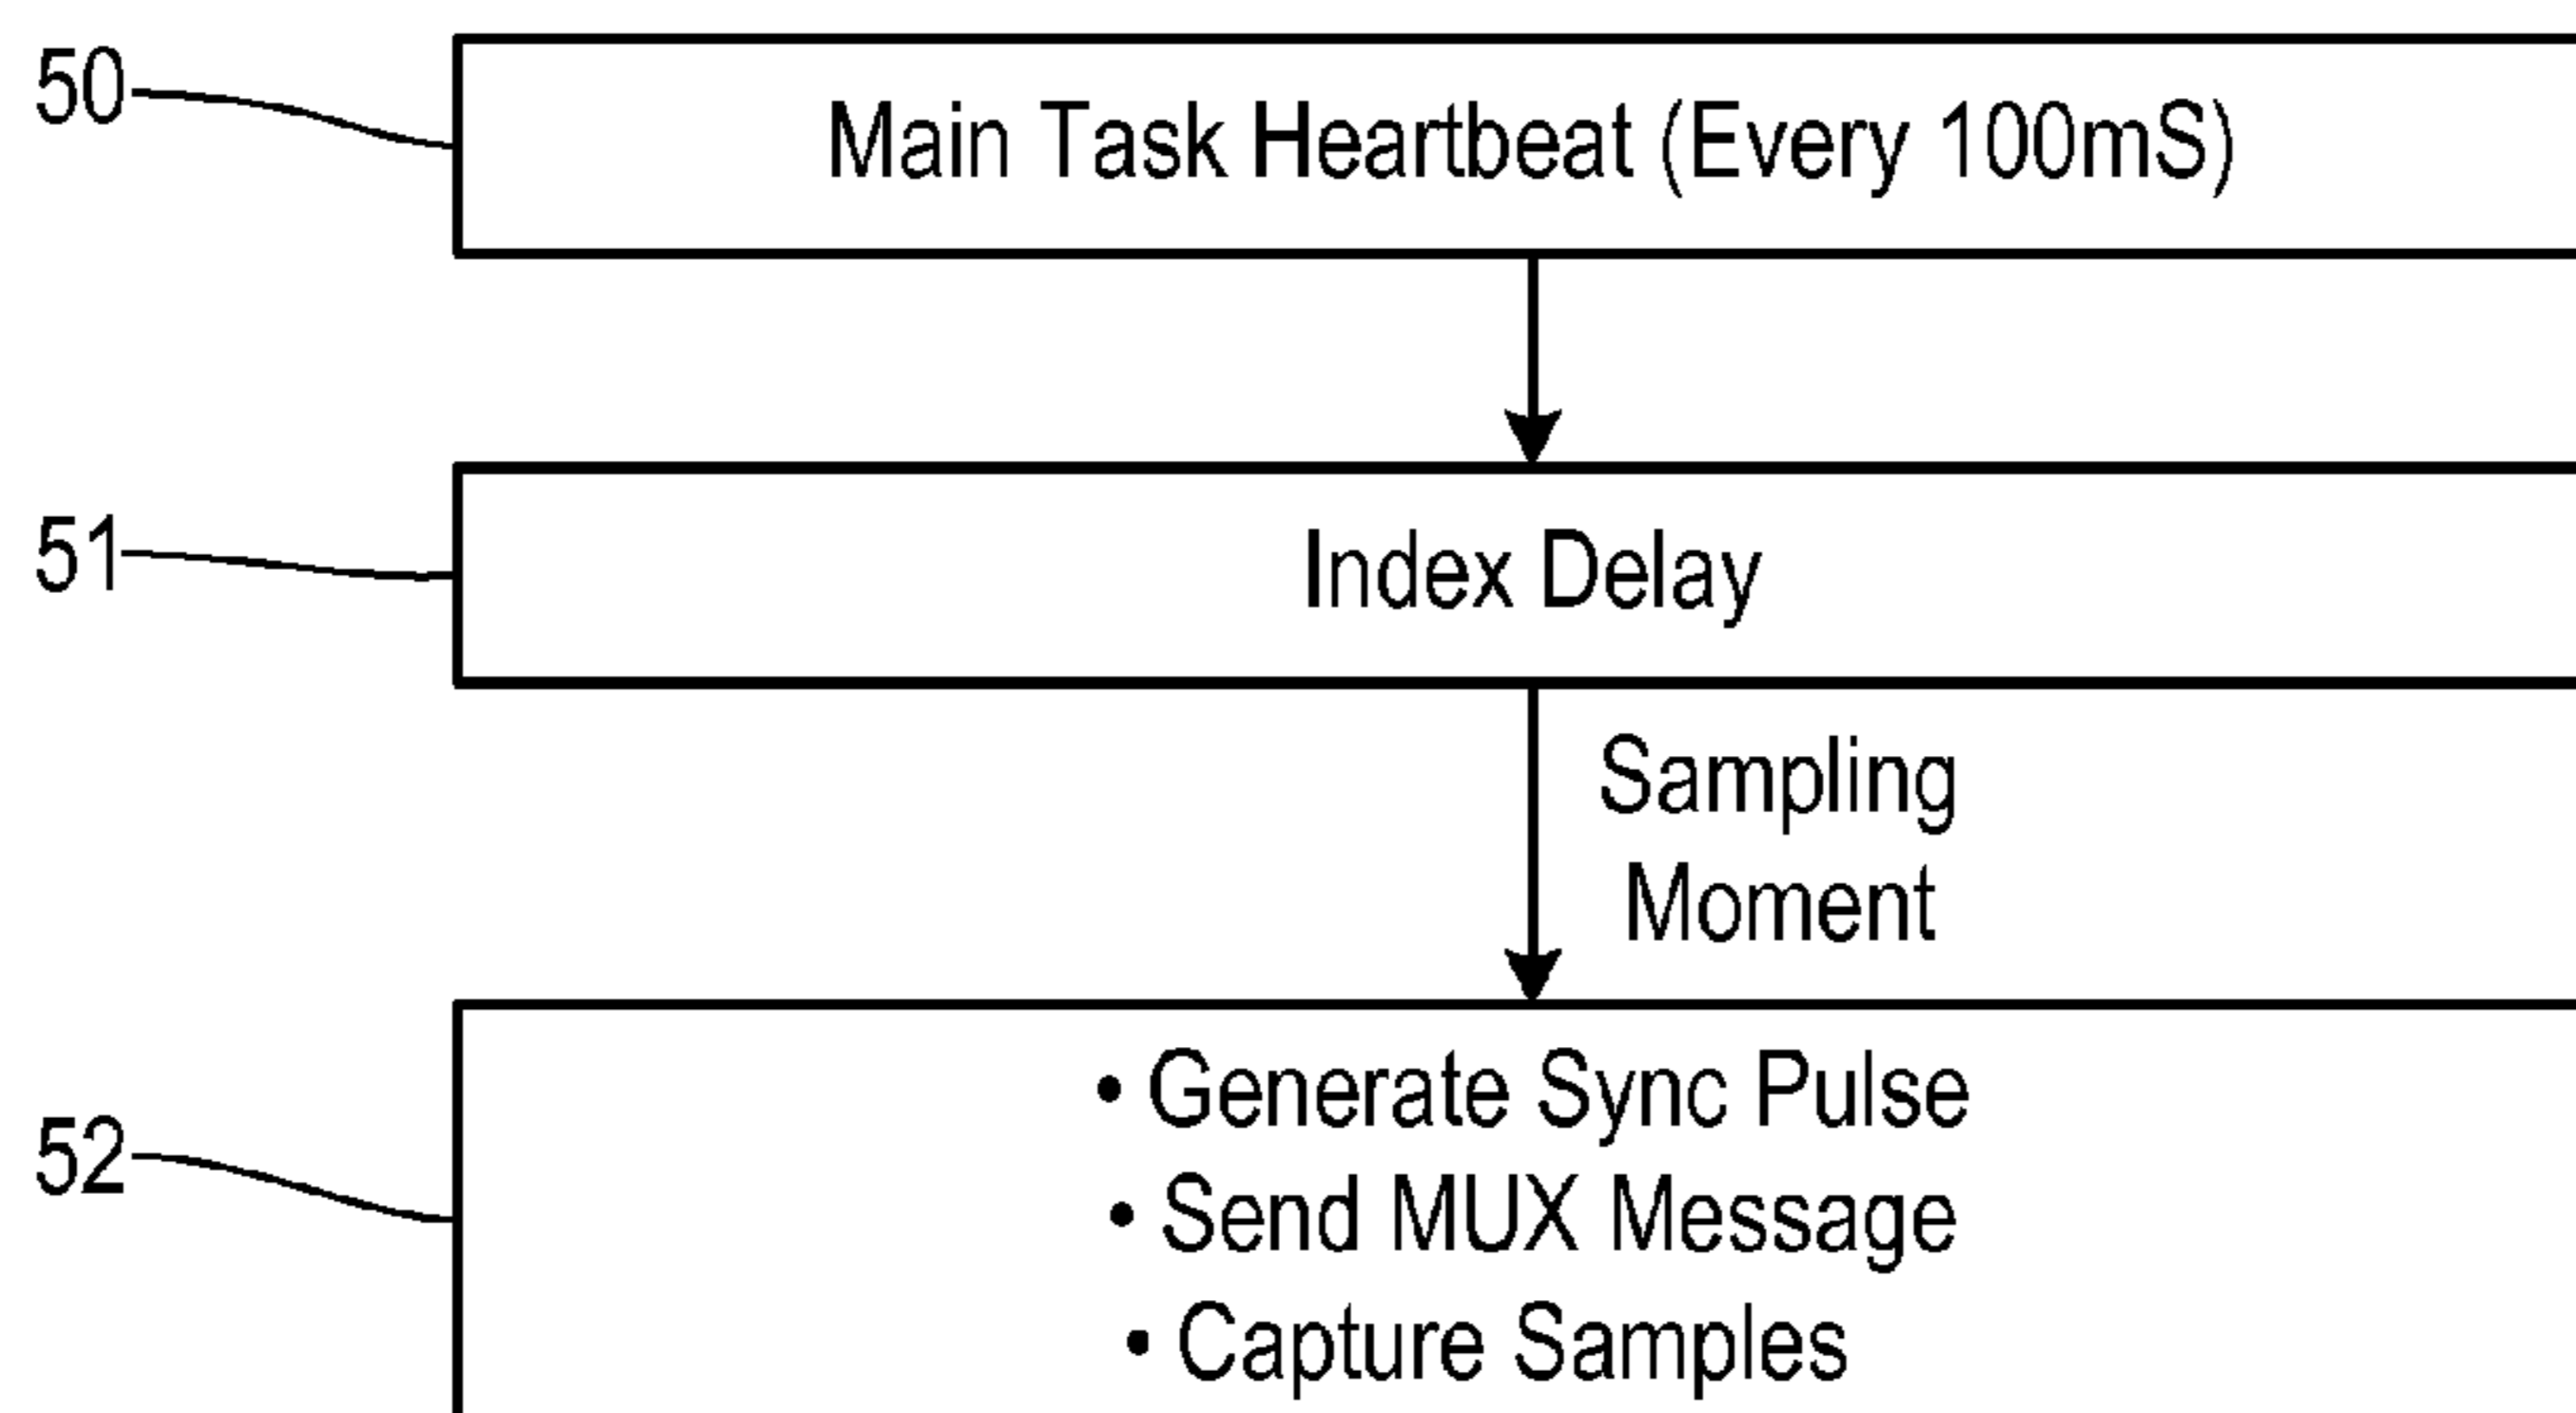 50
Main Task Heartbeat (Every 100mS)
51
Index Delay
Sampling
Moment
52
• Generate Sync Pulse
• Send MUX Message
• Capture Samples